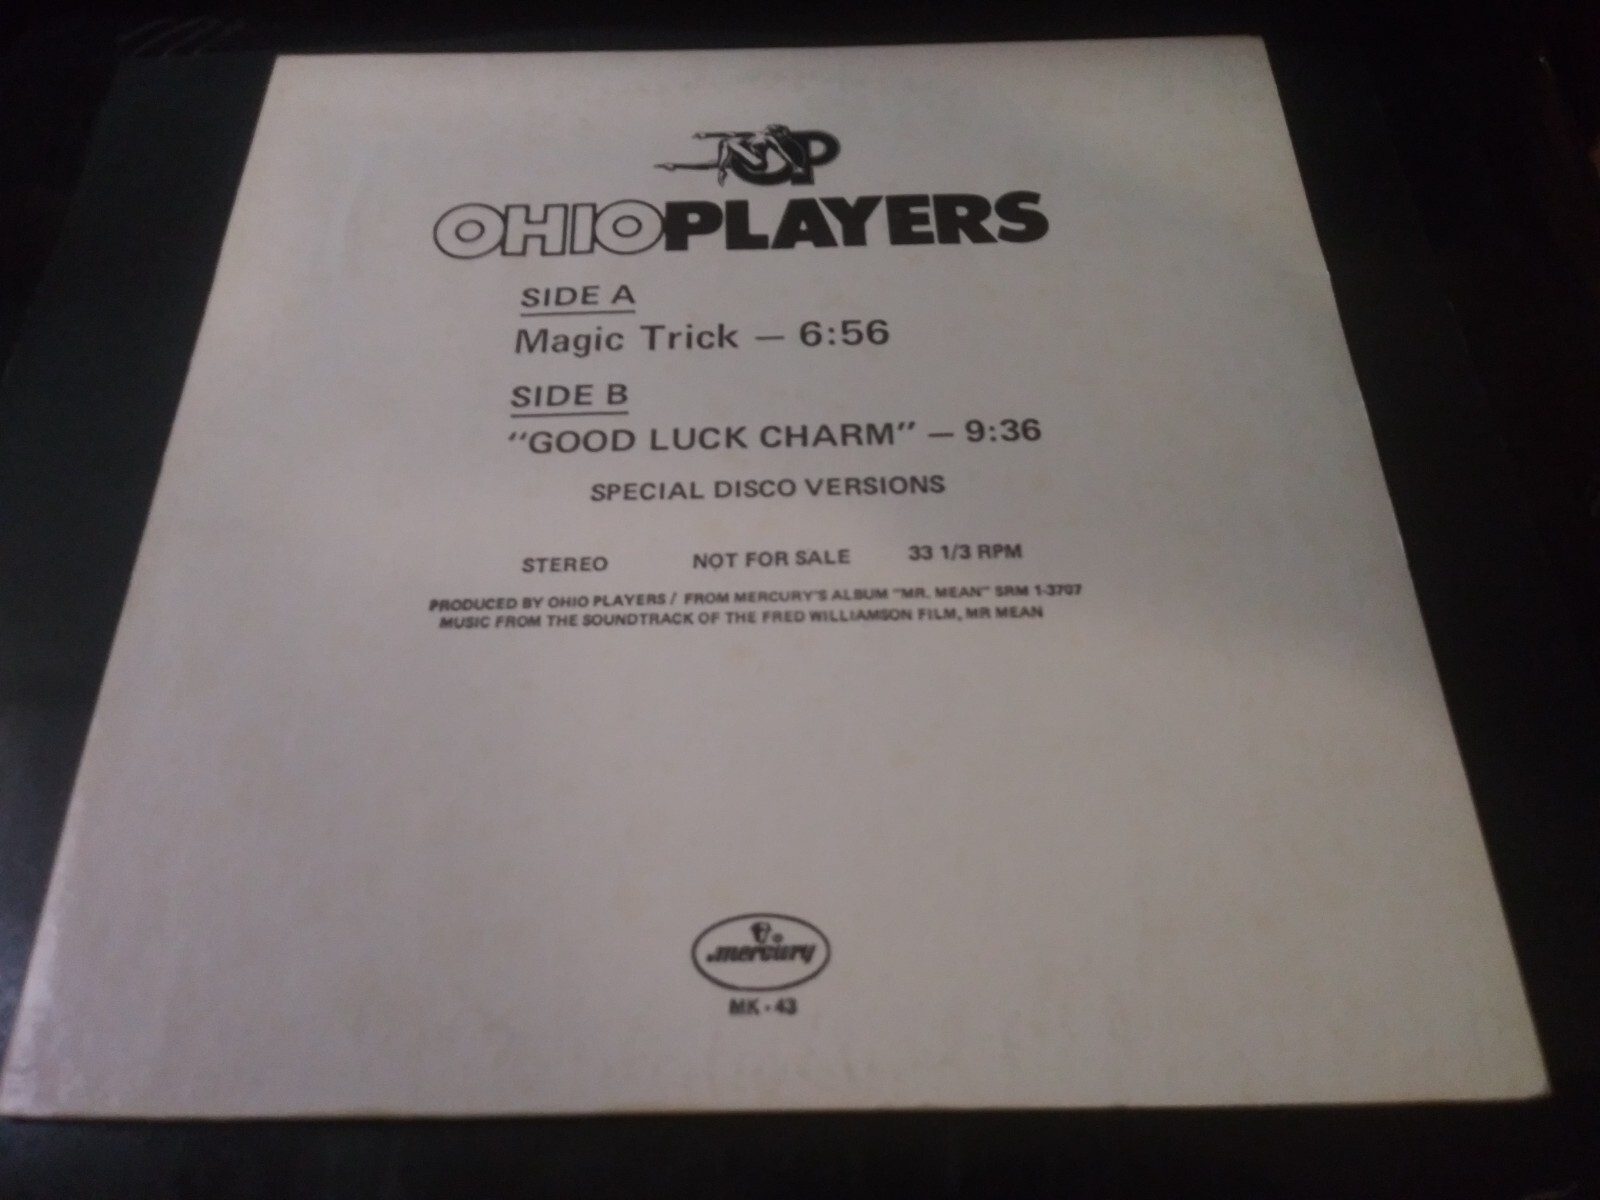 OP
OHIO PLAYERS
SIDE A
Magic Trick — 6:56
SIDE B
"GOOD LUCK CHARM" — 9:36
SPECIAL DISCO VERSIONS
STEREO NOT FOR SALE 33 1/3 RPM
PRODUCED BY OHIO PLAYERS / FROM MERCURY'S ALBUM "MR. MEAN" SRM 1-3707
MUSIC FROM THE SOUNDTRACK OF THE FRED WILLIAMSON FILM, MR MEAN
mercury
MK - 43